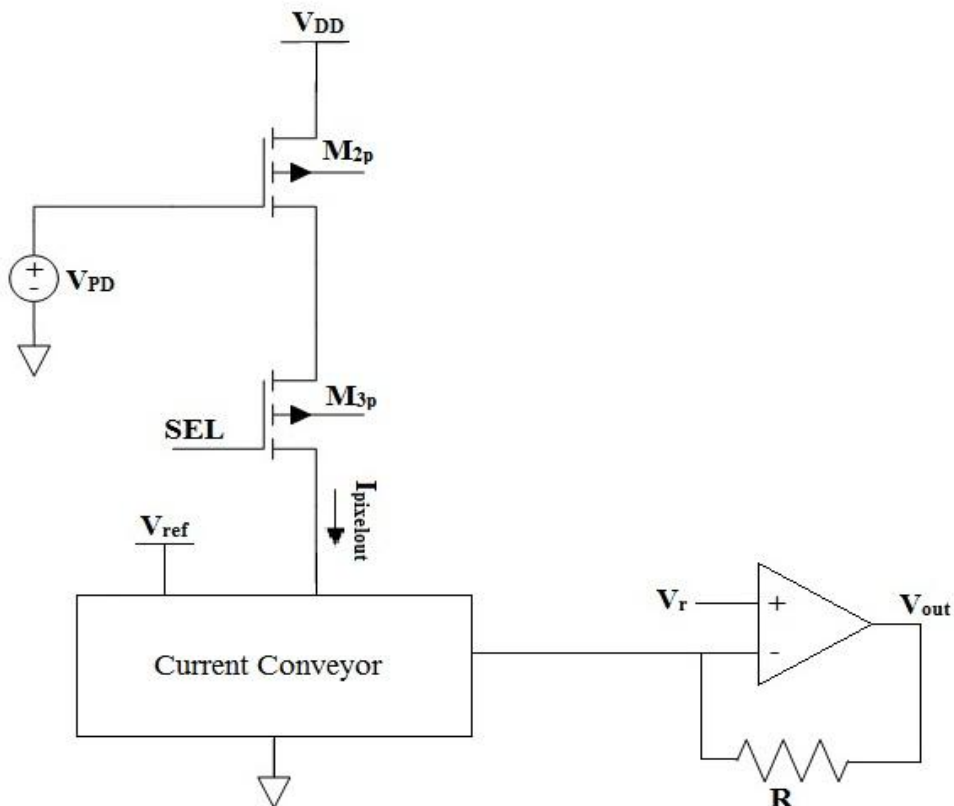 VDD
M2p
+
-
VPD
M3p
SEL
Ipixelout
Vref
Vr
+
-
Vout
Current Conveyor
R